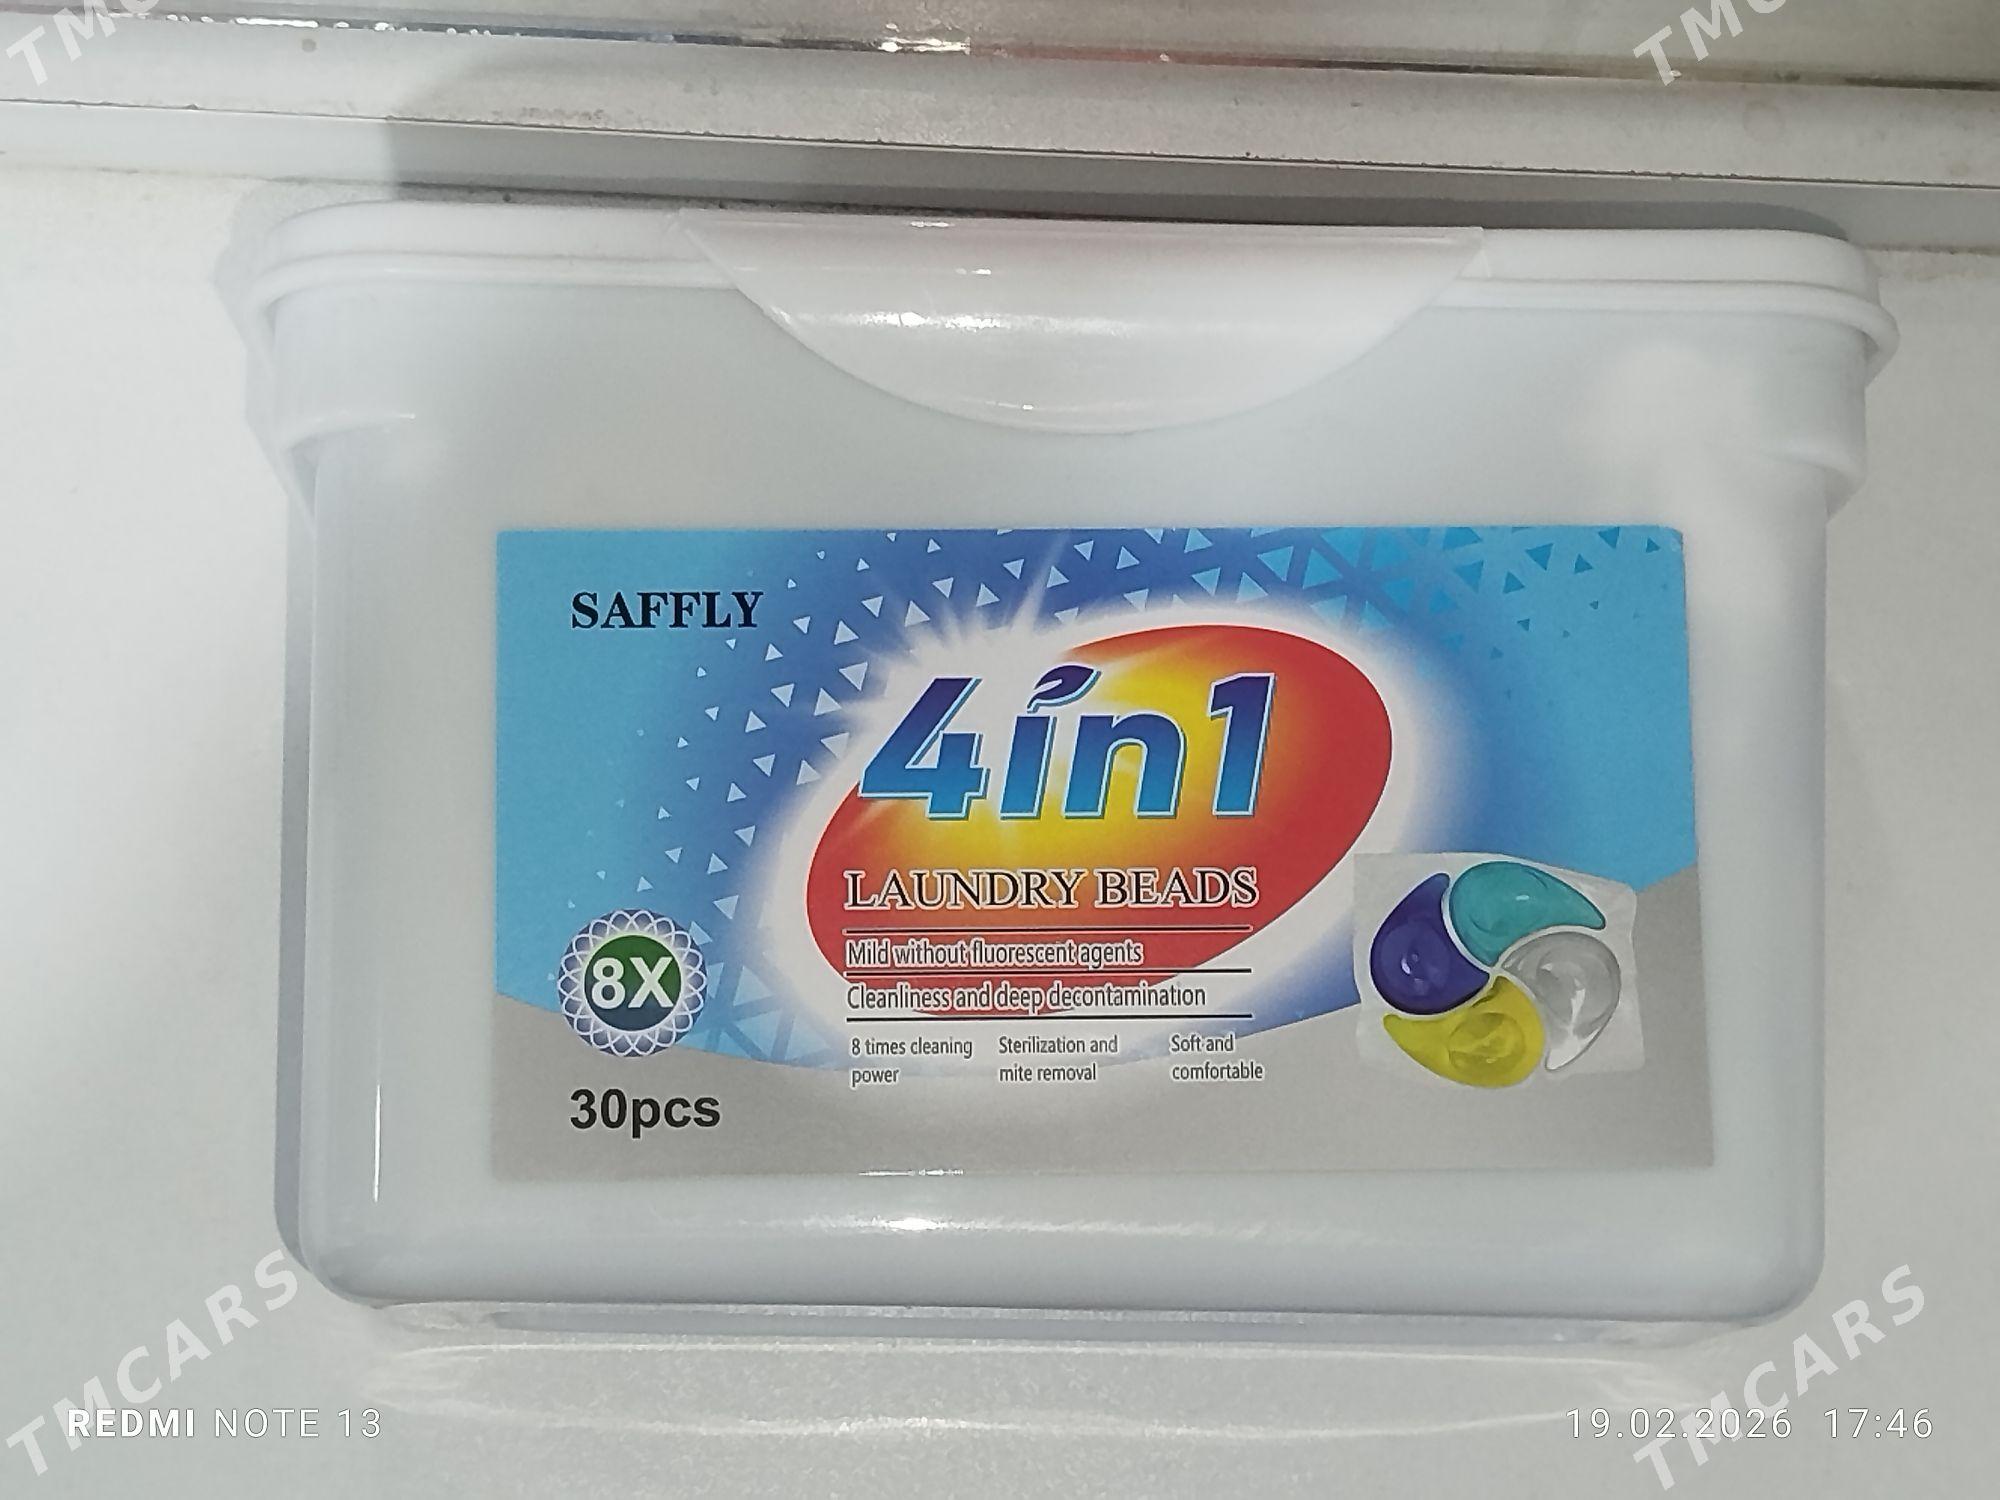 TMCARS
TMCARS
SAFFLY
4in1
LAUNDRY BEADS
Mild without fluorescent agents
Cleanliness and deep decontamination
8X
8 times cleaning
power
Sterilization and
mite removal
Soft and
comfortable
30pcs
TMCARS
TMCARS
REDMI NOTE 13
19.02.2026 17:46